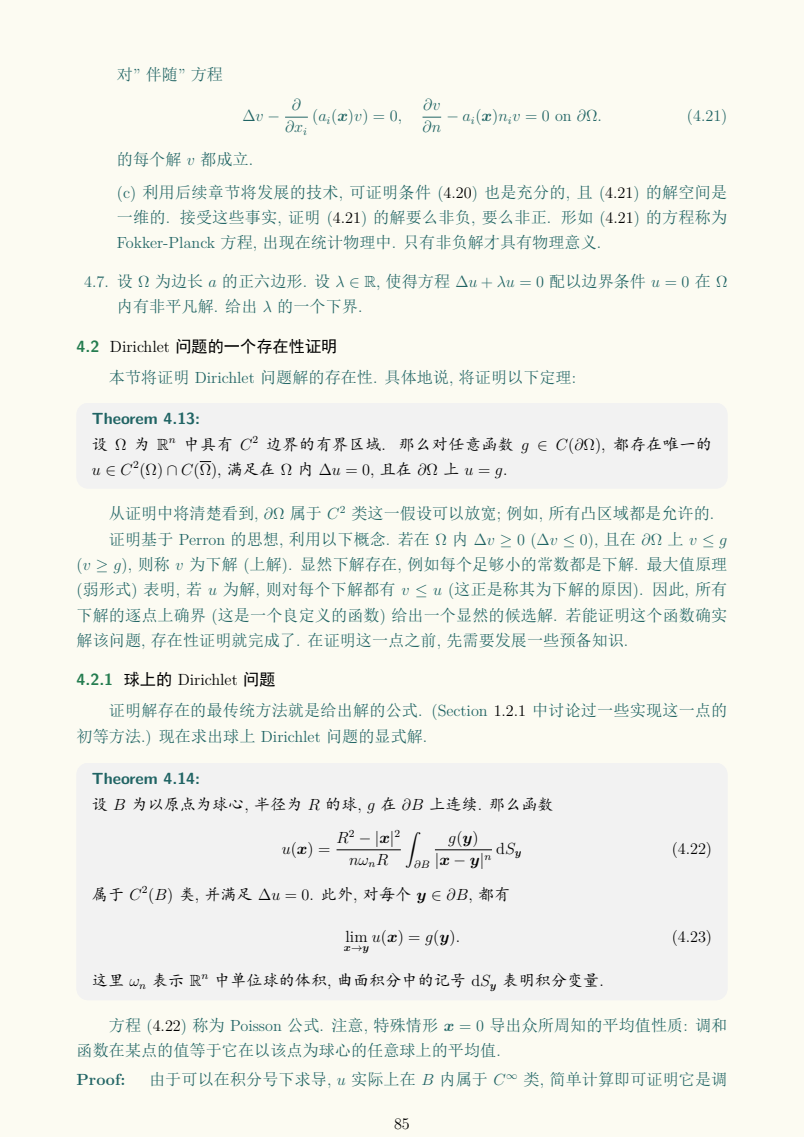 对” 伴随” 方程
Δv − ∂/∂xᵢ (aᵢ(𝒙)v) = 0, ∂v/∂n − aᵢ(𝒙)nᵢv = 0 on ∂Ω. (4.21)
的每个解 v 都成立.
(c) 利用后续章节将发展的技术, 可证明条件 (4.20) 也是充分的, 且 (4.21) 的解空间是
一维的. 接受这些事实, 证明 (4.21) 的解要么非负, 要么非正. 形如 (4.21) 的方程称为
Fokker-Planck 方程, 出现在统计物理中. 只有非负解才具有物理意义.
4.7. 设 Ω 为边长 a 的正六边形. 设 λ ∈ ℝ, 使得方程 Δu + λu = 0 配以边界条件 u = 0 在 Ω
内有非平凡解. 给出 λ 的一个下界.
4.2 Dirichlet 问题的一个存在性证明
本节将证明 Dirichlet 问题解的存在性. 具体地说, 将证明以下定理:
Theorem 4.13:
设 Ω 为 ℝⁿ 中具有 C² 边界的有界区域. 那么对任意函数 g ∈ C(∂Ω), 都存在唯一的
u ∈ C²(Ω) ∩ C(Ω̅), 满足在 Ω 内 Δu = 0, 且在 ∂Ω 上 u = g.
从证明中将清楚看到, ∂Ω 属于 C² 类这一假设可以放宽; 例如, 所有凸区域都是允许的.
证明基于 Perron 的思想, 利用以下概念. 若在 Ω 内 Δv ≥ 0 (Δv ≤ 0), 且在 ∂Ω 上 v ≤ g
(v ≥ g), 则称 v 为下解 (上解). 显然下解存在, 例如每个足够小的常数都是下解. 最大值原理
(弱形式) 表明, 若 u 为解, 则对每个下解都有 v ≤ u (这正是称其为下解的原因). 因此, 所有
下解的逐点上确界 (这是一个良定义的函数) 给出一个显然的候选解. 若能证明这个函数确实
解该问题, 存在性证明就完成了. 在证明这一点之前, 先需要发展一些预备知识.
4.2.1 球上的 Dirichlet 问题
证明解存在的最传统方法就是给出解的公式. (Section 1.2.1 中讨论过一些实现这一点的
初等方法.) 现在求出球上 Dirichlet 问题的显式解.
Theorem 4.14:
设 B 为以原点为球心, 半径为 R 的球, g 在 ∂B 上连续. 那么函数
u(𝒙) = (R² − |𝒙|²)/(nωₙR) ∫_∂B g(𝒚)/|𝒙 − 𝒚|ⁿ dS_𝒚 (4.22)
属于 C²(B) 类, 并满足 Δu = 0. 此外, 对每个 𝒚 ∈ ∂B, 都有
lim_{𝒙→𝒚} u(𝒙) = g(𝒚). (4.23)
这里 ωₙ 表示 ℝⁿ 中单位球的体积, 曲面积分中的记号 dS_𝒚 表明积分变量.
方程 (4.22) 称为 Poisson 公式. 注意, 特殊情形 𝒙 = 0 导出众所周知的平均值性质: 调和
函数在某点的值等于它在以该点为球心的任意球上的平均值.
Proof: 由于可以在积分号下求导, u 实际上在 B 内属于 C^∞ 类, 简单计算即可证明它是调
85